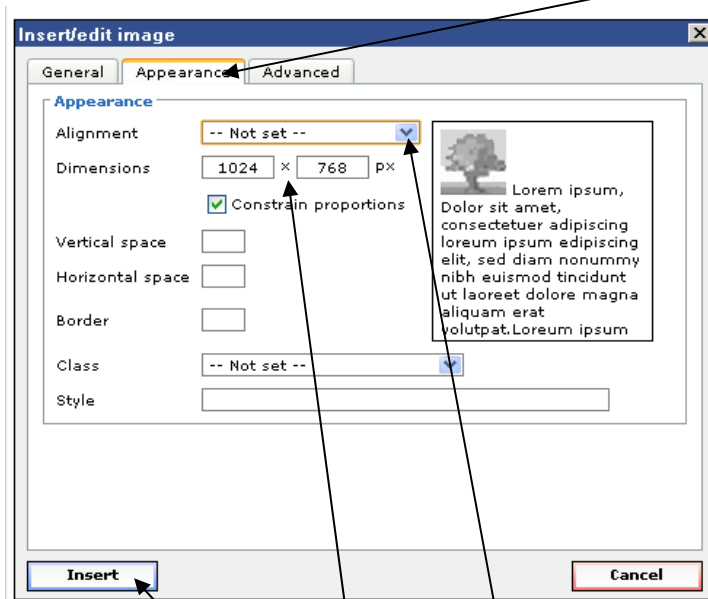 Insert/edit image
General Appearance Advanced
Appearance
Alignment -- Not set --
Dimensions 1024 x 768 px
Constrain proportions
Vertical space
Horizontal space
Border
Class -- Not set --
Style
Lorem ipsum,
Dolor sit amet,
consectetuer adipiscing
loreum ipsum edipiscing
elit, sed diam nonummy
nibh euismod tincidunt
ut laoreet dolore magna
aliquam erat
volutpat.Loreum ipsum
Insert Cancel